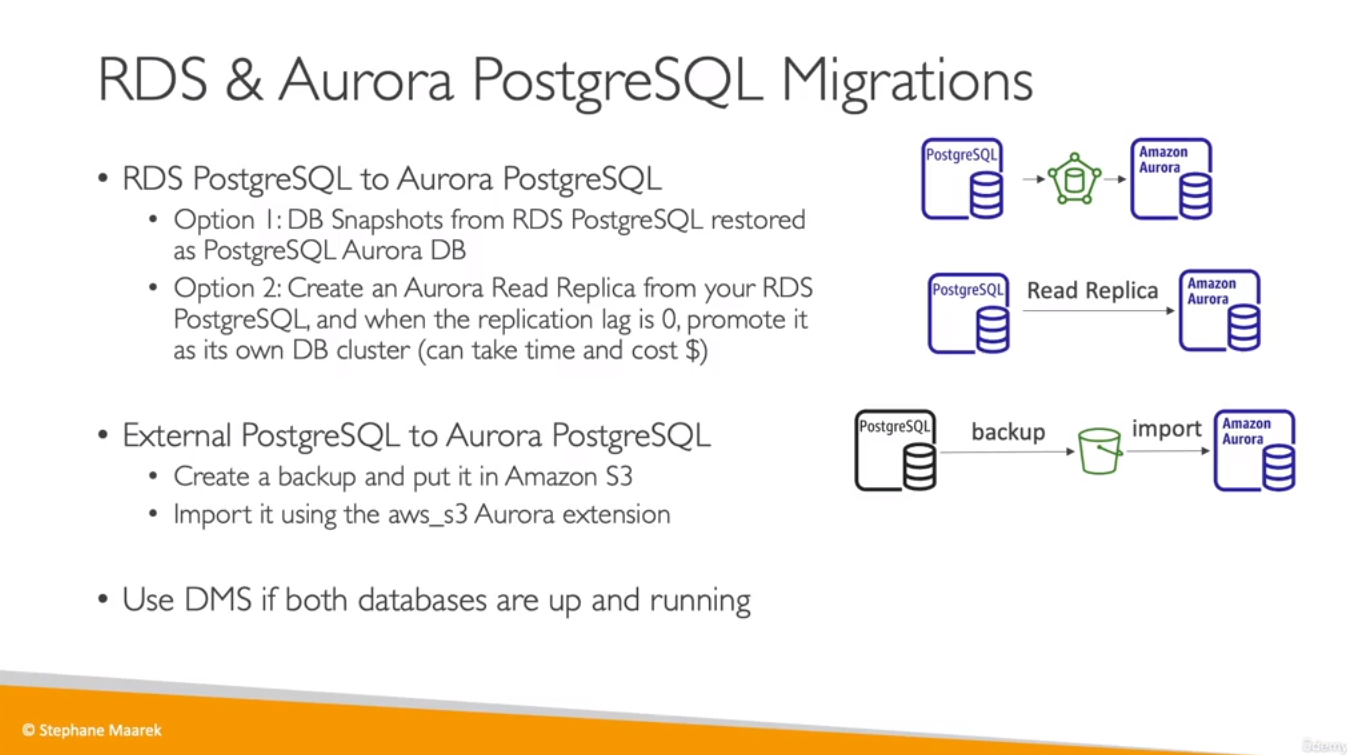 RDS & Aurora PostgreSQL Migrations
• RDS PostgreSQL to Aurora PostgreSQL
• Option 1: DB Snapshots from RDS PostgreSQL restored
as PostgreSQL Aurora DB
• Option 2: Create an Aurora Read Replica from your RDS
PostgreSQL, and when the replication lag is 0, promote it
as its own DB cluster (can take time and cost $)
• External PostgreSQL to Aurora PostgreSQL
• Create a backup and put it in Amazon S3
• Import it using the aws_s3 Aurora extension
• Use DMS if both databases are up and running
PostgreSQL
Amazon
Aurora
PostgreSQL
Read Replica
Amazon
Aurora
PostgreSQL
backup
import
Amazon
Aurora
© Stephane Maarek
ûdemy